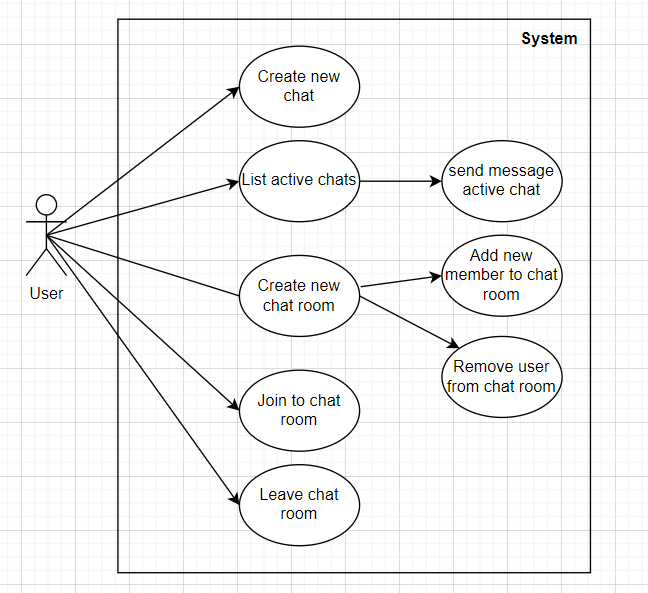 System
Create new
chat
List active chats
send message
active chat
User
Create new
chat room
Add new
member to chat
room
Remove user
from chat room
Join to chat
room
Leave chat
room